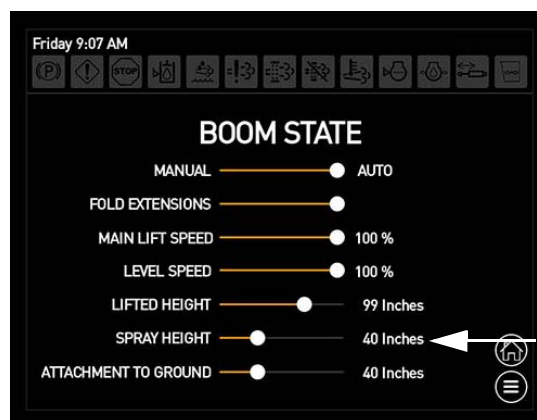 Friday 9:07 AM
(P) STOP
BOOM STATE
MANUAL AUTO
FOLD EXTENSIONS
MAIN LIFT SPEED 100 %
LEVEL SPEED 100 %
LIFTED HEIGHT 99 Inches
SPRAY HEIGHT 40 Inches
ATTACHMENT TO GROUND 40 Inches